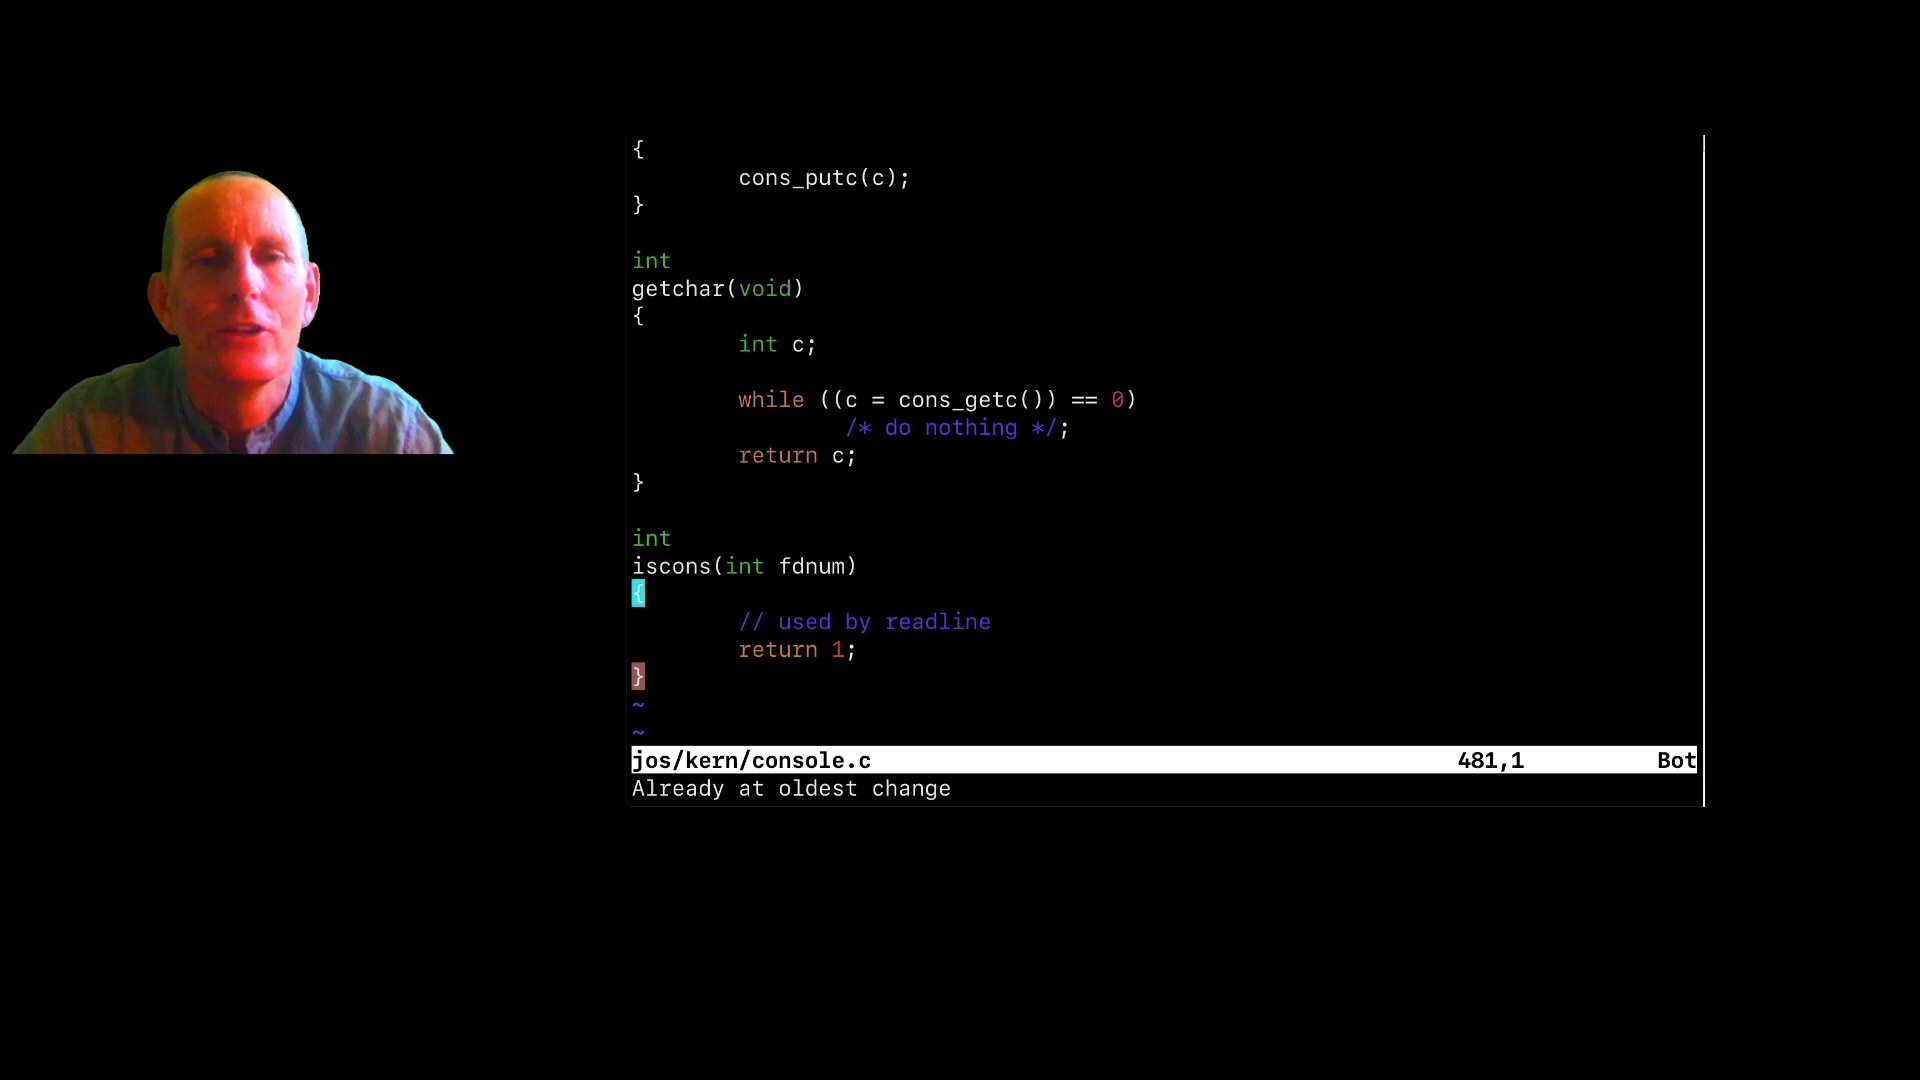 {
        cons_putc(c);
}
int
getchar(void)
{
        int c;
        while ((c = cons_getc()) == 0)
                /* do nothing */;
        return c;
}
int
iscons(int fdnum)
{
        // used by readline
        return 1;
}
~
~
jos/kern/console.c 481,1 Bot
Already at oldest change